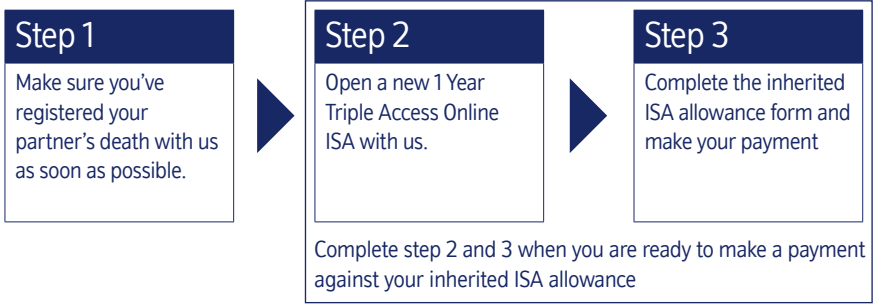 Step 1
Make sure you've
registered your
partner's death with us
as soon as possible.
Step 2
Open a new 1 Year
Triple Access Online
ISA with us.
Step 3
Complete the inherited
ISA allowance form and
make your payment
Complete step 2 and 3 when you are ready to make a payment
against your inherited ISA allowance